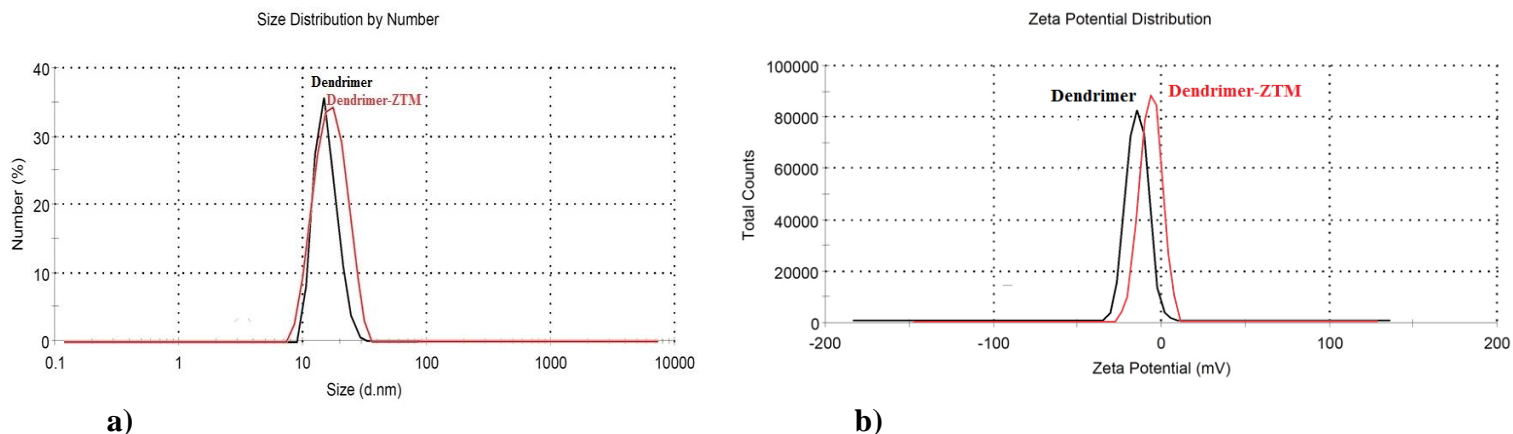 Size Distribution by Number
40
30
20
10
0
Number (%)
Dendrimer
Dendrimer-ZTM
0.1
1
10
100
1000
10000
Size (d.nm)
a)
Zeta Potential Distribution
100000
80000
60000
40000
20000
0
Total Counts
Dendrimer
Dendrimer-ZTM
-200
-100
0
100
200
Zeta Potential (mV)
b)